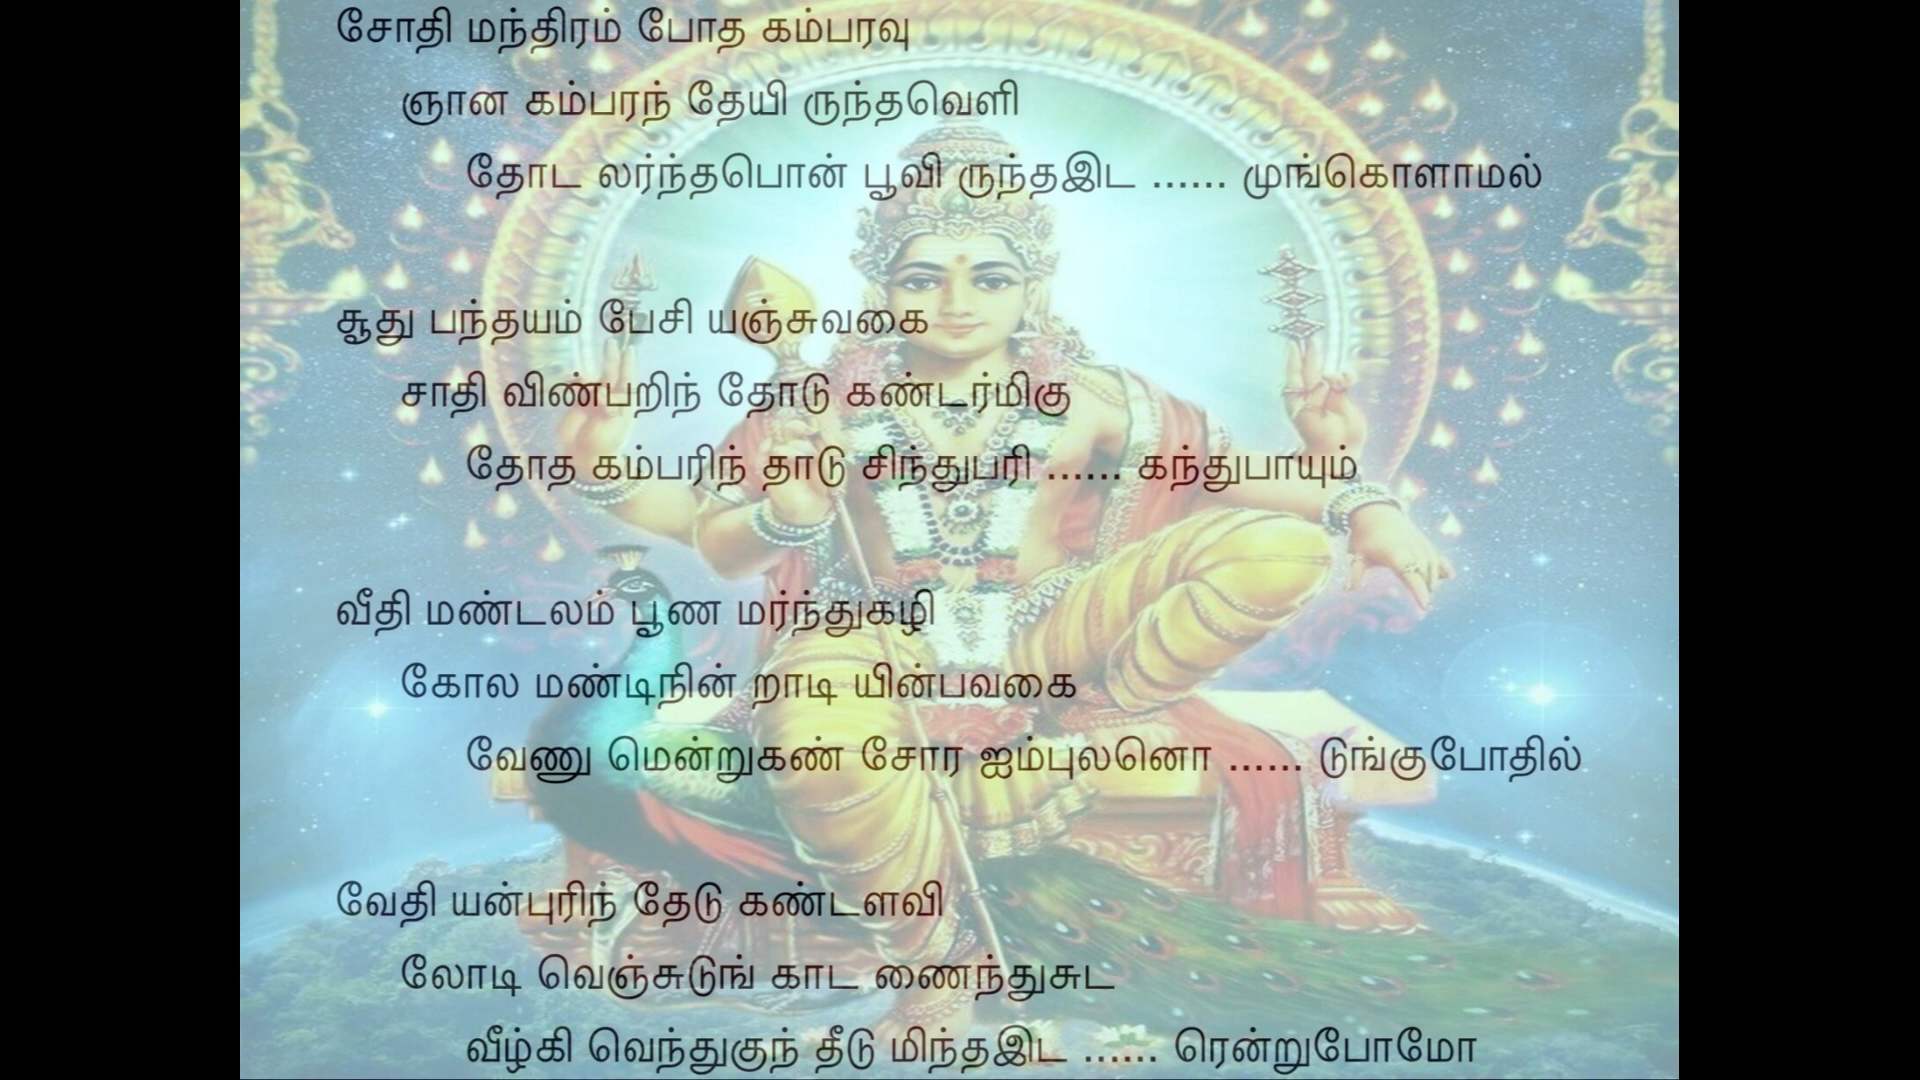 சோதி மந்திரம் போத கம்பரவு
ஞான கம்பரந் தேயி ருந்தவெளி
தோட லர்ந்தபொன் பூவி ருந்தஇட ...... முங்கொளாமல்
சூது பந்தயம் பேசி யஞ்சுவகை
சாதி விண்பறிந் தோடு கண்டர்மிகு
தோத கம்பரிந் தாடு சிந்துபரி ...... கந்துபாயும்
வீதி மண்டலம் பூண மர்ந்துகழி
கோல மண்டிநின் றாடி யின்பவகை
வேணு மென்றுகண் சோர ஐம்புலனொ ...... டுங்குபோதில்
வேதி யன்புரிந் தேடு கண்டளவி
லோடி வெஞ்சுடுங் காட ணைந்துசுட
வீழ்கி வெந்துகுந் தீடு மிந்தஇட ...... ரென்றுபோமோ